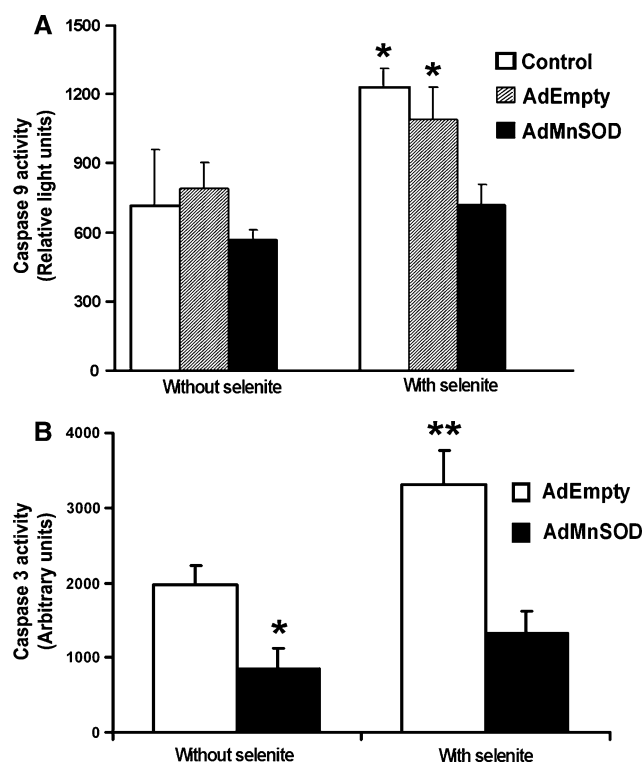 A
Caspase 9 activity
(Relative light units)
1500
1200
900
600
300
0
*
*
Control
AdEmpty
AdMnSOD
Without selenite
With selenite
B
Caspase 3 activity
(Arbitrary units)
4000
3000
2000
1000
0
*
**
AdEmpty
AdMnSOD
Without selenite
With selenite